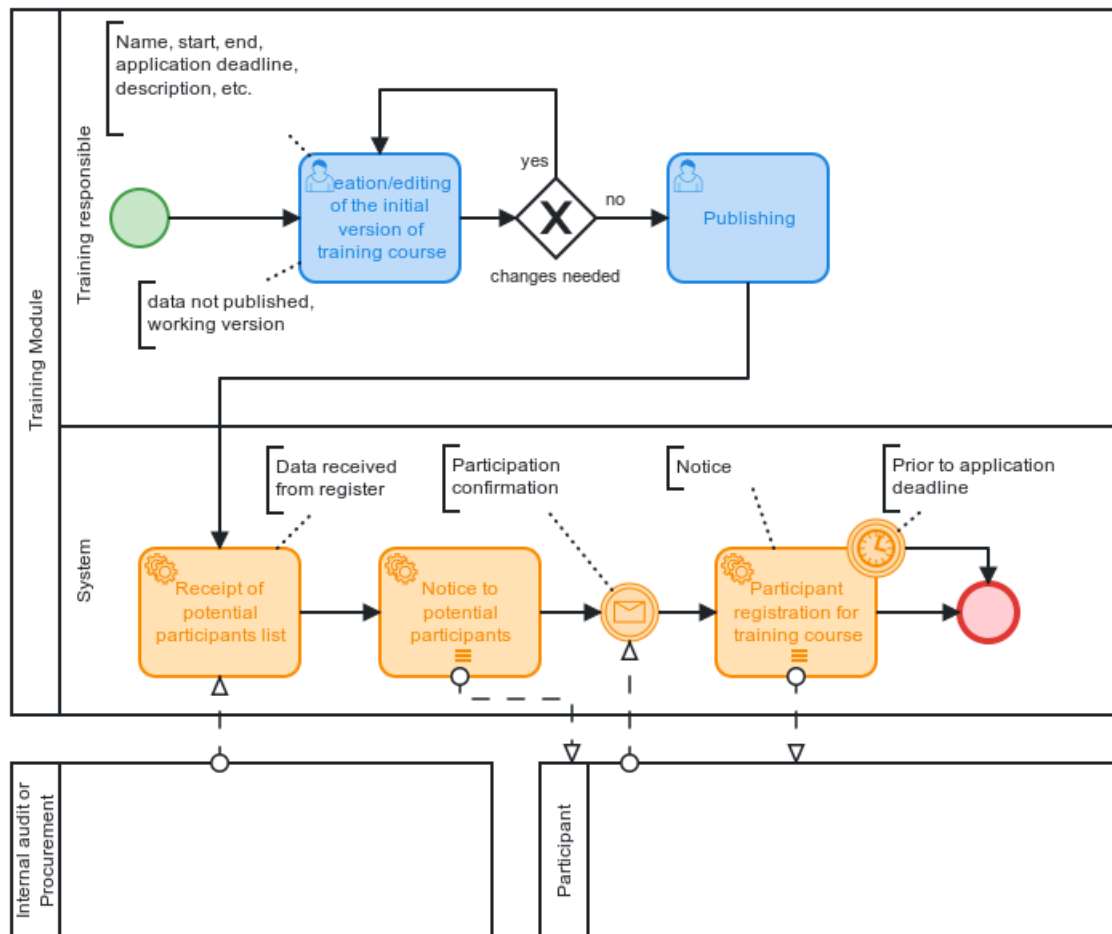 Name, start, end,
application deadline,
description, etc.
Training responsible
eation/editing
of the initial
version of
training course
yes
no
changes needed
Publishing
data not published,
working version
Training Module
System
Data received
from register
Participation
confirmation
Notice
Prior to application
deadline
Receipt of
potential
participants list
Notice to
potential
participants
Participant
registration for
training course
Internal audit or
Procurement
Participant